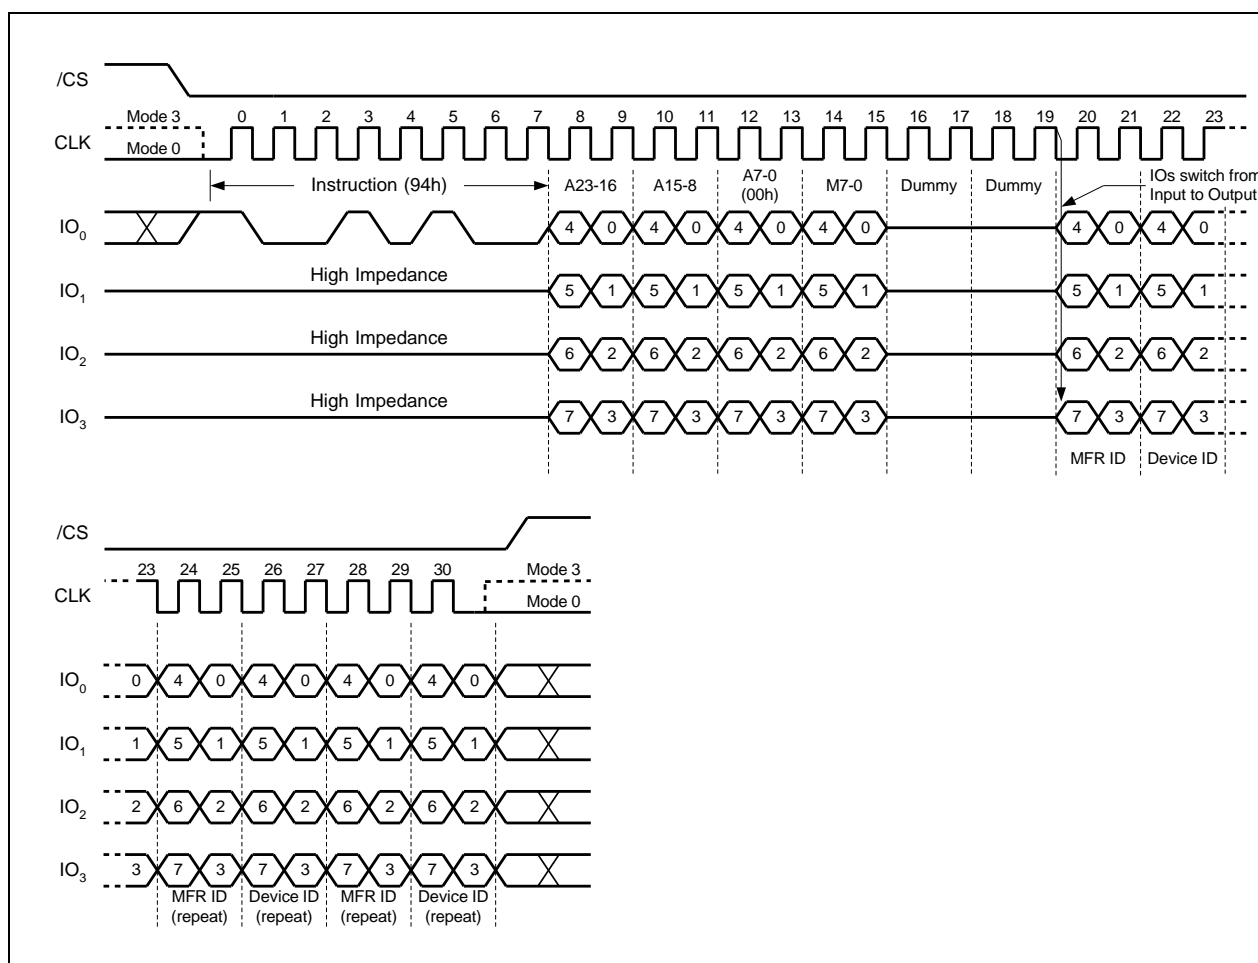 /CS
Mode 3 0 1 2 3 4 5 6 7 8 9 10 11 12 13 14 15 16 17 18 19 20 21 22 23
CLK
Mode 0
Instruction (94h) A23-16 A15-8 A7-0 (00h) M7-0 Dummy Dummy IOs switch from Input to Output
IO0 4 0 4 0 4 0 4 0 4 0 4 0
High Impedance
IO1 5 1 5 1 5 1 5 1 5 1 5 1
High Impedance
IO2 6 2 6 2 6 2 6 2 6 2 6 2
High Impedance
IO3 7 3 7 3 7 3 7 3 7 3 7 3
MFR ID Device ID
/CS
23 24 25 26 27 28 29 30 Mode 3
CLK
Mode 0
IO0 0 4 0 4 0 4 0 4 0
IO1 1 5 1 5 1 5 1 5 1
IO2 2 6 2 6 2 6 2 6 2
IO3 3 7 3 7 3 7 3 7 3
MFR ID (repeat) Device ID (repeat) MFR ID (repeat) Device ID (repeat)